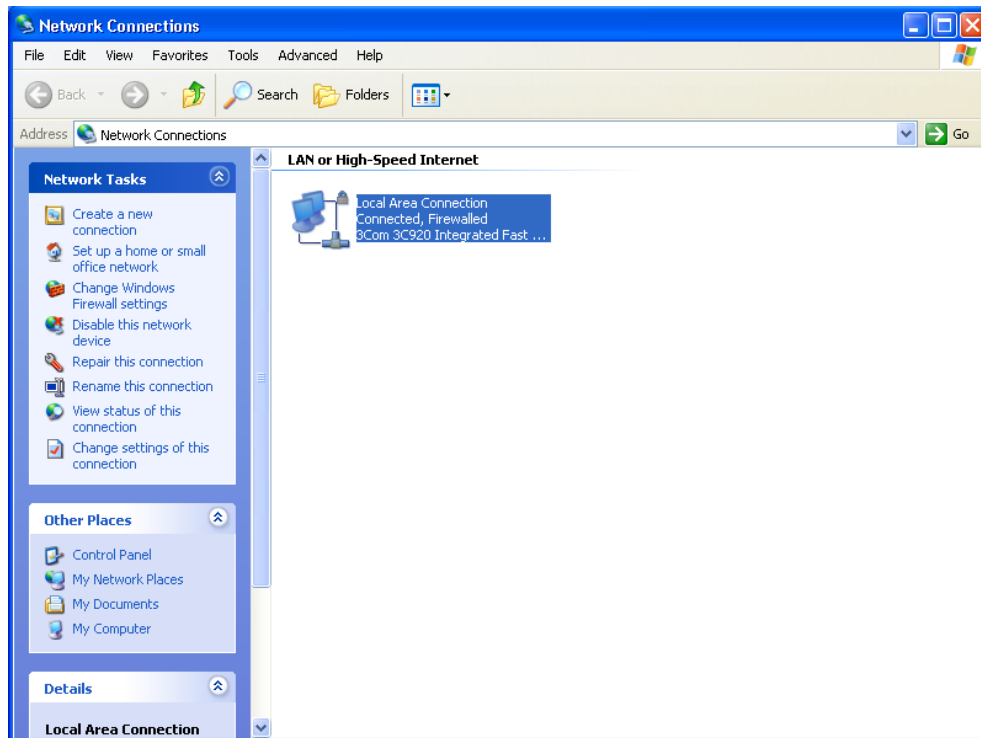 Network Connections
File Edit View Favorites Tools Advanced Help
Back Search Folders
Address Network Connections Go
Network Tasks
Create a new
connection
Set up a home or small
office network
Change Windows
Firewall settings
Disable this network
device
Repair this connection
Rename this connection
View status of this
connection
Change settings of this
connection
Other Places
Control Panel
My Network Places
My Documents
My Computer
Details
Local Area Connection
LAN or High-Speed Internet
Local Area Connection
Connected, Firewalled
3Com 3C920 Integrated Fast ...